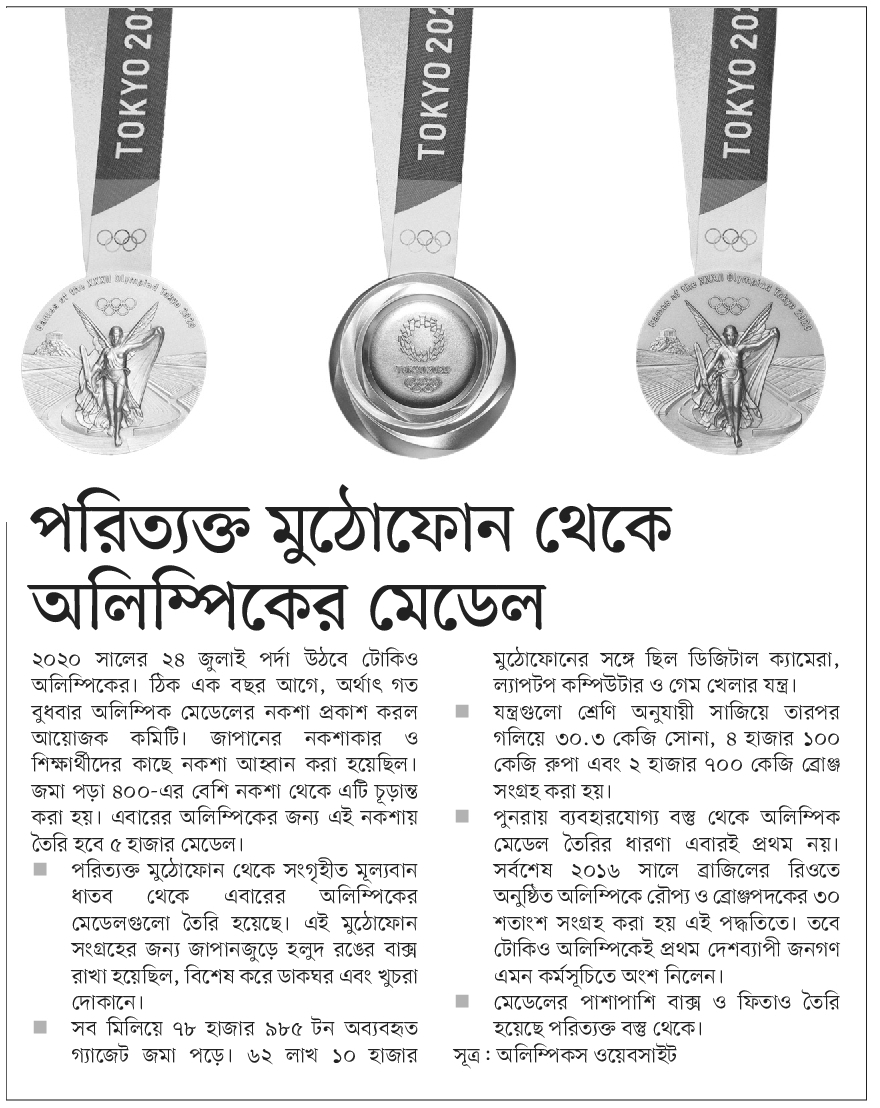 TOKYO 202
TOKYO 202
TOKYO 202
Games of the XXXII Olympiad Tokyo 2020
TOKYO 2020
Games of the XXXII Olympiad Tokyo 2020
পরিত্যক্ত মুঠোফোন থেকে
অলিম্পিকের মেডেল
২০২০ সালের ২৪ জুলাই পর্দা উঠবে টোকিও
অলিম্পিকের। ঠিক এক বছর আগে, অর্থাৎ গত
বুধবার অলিম্পিক মেডেলের নকশা প্রকাশ করল
আয়োজক কমিটি। জাপানের নকশাকার ও
শিক্ষার্থীদের কাছে নকশা আহ্বান করা হয়েছিল।
জমা পড়া ৪০০-এর বেশি নকশা থেকে এটি চূড়ান্ত
করা হয়। এবারের অলিম্পিকের জন্য এই নকশায়
তৈরি হবে ৫ হাজার মেডেল।
পরিত্যক্ত মুঠোফোন থেকে সংগৃহীত মূল্যবান
ধাতব থেকে এবারের অলিম্পিকের
মেডেলগুলো তৈরি হয়েছে। এই মুঠোফোন
সংগ্রহের জন্য জাপানজুড়ে হলুদ রঙের বাক্স
রাখা হয়েছিল, বিশেষ করে ডাকঘর এবং খুচরা
দোকানে।
সব মিলিয়ে ৭৮ হাজার ৯৮৫ টন অব্যবহৃত
গ্যাজেট জমা পড়ে। ৬২ লাখ ১০ হাজার
মুঠোফোনের সঙ্গে ছিল ডিজিটাল ক্যামেরা,
ল্যাপটপ কম্পিউটার ও গেম খেলার যন্ত্র।
যন্ত্রগুলো শ্রেণি অনুযায়ী সাজিয়ে তারপর
গলিয়ে ৩০.৩ কেজি সোনা, ৪ হাজার ১০০
কেজি রুপা এবং ২ হাজার ৭০০ কেজি ব্রোঞ্জ
সংগ্রহ করা হয়।
পুনরায় ব্যবহারযোগ্য বস্তু থেকে অলিম্পিক
মেডেল তৈরির ধারণা এবারই প্রথম নয়।
সর্বশেষ ২০১৬ সালে ব্রাজিলের রিওতে
অনুষ্ঠিত অলিম্পিকে রৌপ্য ও ব্রোঞ্জপদকের ৩০
শতাংশ সংগ্রহ করা হয় এই পদ্ধতিতে। তবে
টোকিও অলিম্পিকেই প্রথম দেশব্যাপী জনগণ
এমন কর্মসূচিতে অংশ নিলেন।
মেডেলের পাশাপাশি বাক্স ও ফিতাও তৈরি
হয়েছে পরিত্যক্ত বস্তু থেকে।
সূত্র : অলিম্পিকস ওয়েবসাইট